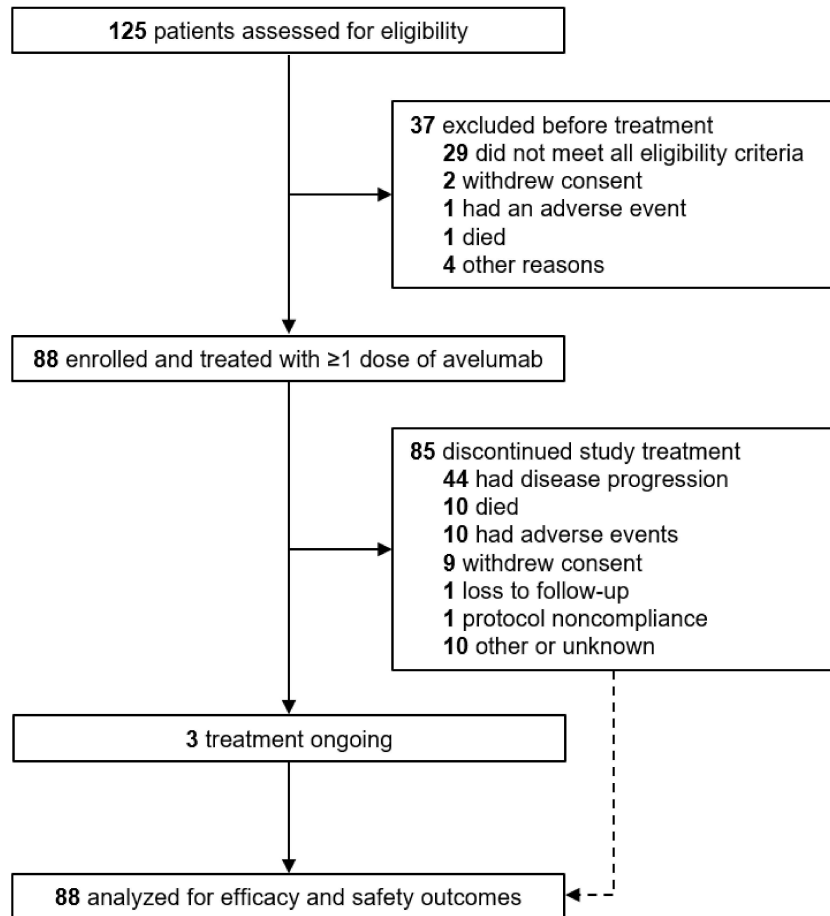 125 patients assessed for eligibility
37 excluded before treatment
29 did not meet all eligibility criteria
2 withdrew consent
1 had an adverse event
1 died
4 other reasons
88 enrolled and treated with ≥1 dose of avelumab
85 discontinued study treatment
44 had disease progression
10 died
10 had adverse events
9 withdrew consent
1 loss to follow-up
1 protocol noncompliance
10 other or unknown
3 treatment ongoing
88 analyzed for efficacy and safety outcomes